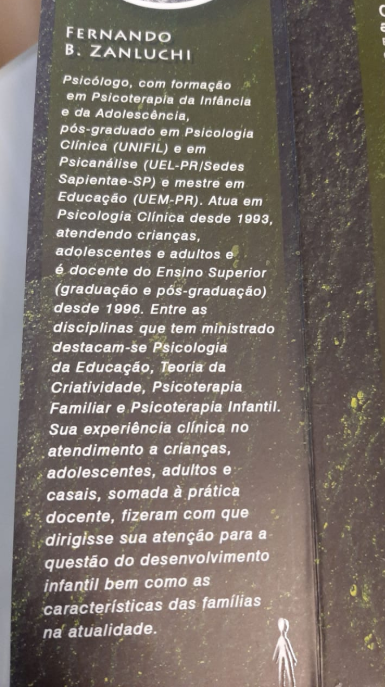 FERNANDO
B. ZANLUCHI
Psicólogo, com formação
em Psicoterapia da Infância
e da Adolescência,
pós-graduado em Psicologia
Clínica (UNIFIL) e em
Psicanálise (UEL-PR/Sedes
Sapientae-SP) e mestre em
Educação (UEM-PR). Atua em
Psicologia Clínica desde 1993,
atendendo crianças,
adolescentes e adultos e
é docente do Ensino Superior
(graduação e pós-graduação)
desde 1996. Entre as
disciplinas que tem ministrado
destacam-se Psicologia
da Educação, Teoria da
Criatividade, Psicoterapia
Familiar e Psicoterapia Infantil.
Sua experiência clínica no
atendimento a crianças,
adolescentes, adultos e
casais, somada à prática
docente, fizeram com que
dirigisse sua atenção para a
questão do desenvolvimento
infantil bem como as
características das famílias
na atualidade.